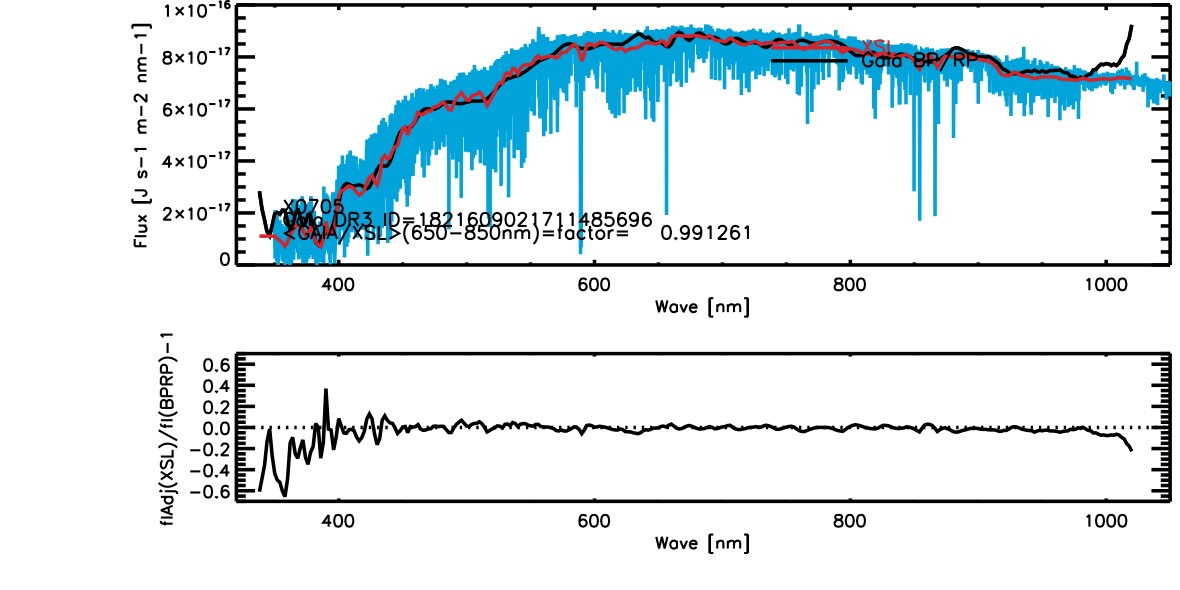 1×10−16
8×10−17
6×10−17
4×10−17
2×10−17
0
Flux [J s−1 m−2 nm−1]
XSL
Gaia BP/RP
X0705
DR3 ID=1821609021711485696
<GAIA/XSL>(650−850nm)=factor= 0.991261
400 600 800 1000
Wave [nm]
0.6
0.4
0.2
0.0
−0.2
−0.4
−0.6
flAdj(XSL)/fl(BPRP)−1
400 600 800 1000
Wave [nm]